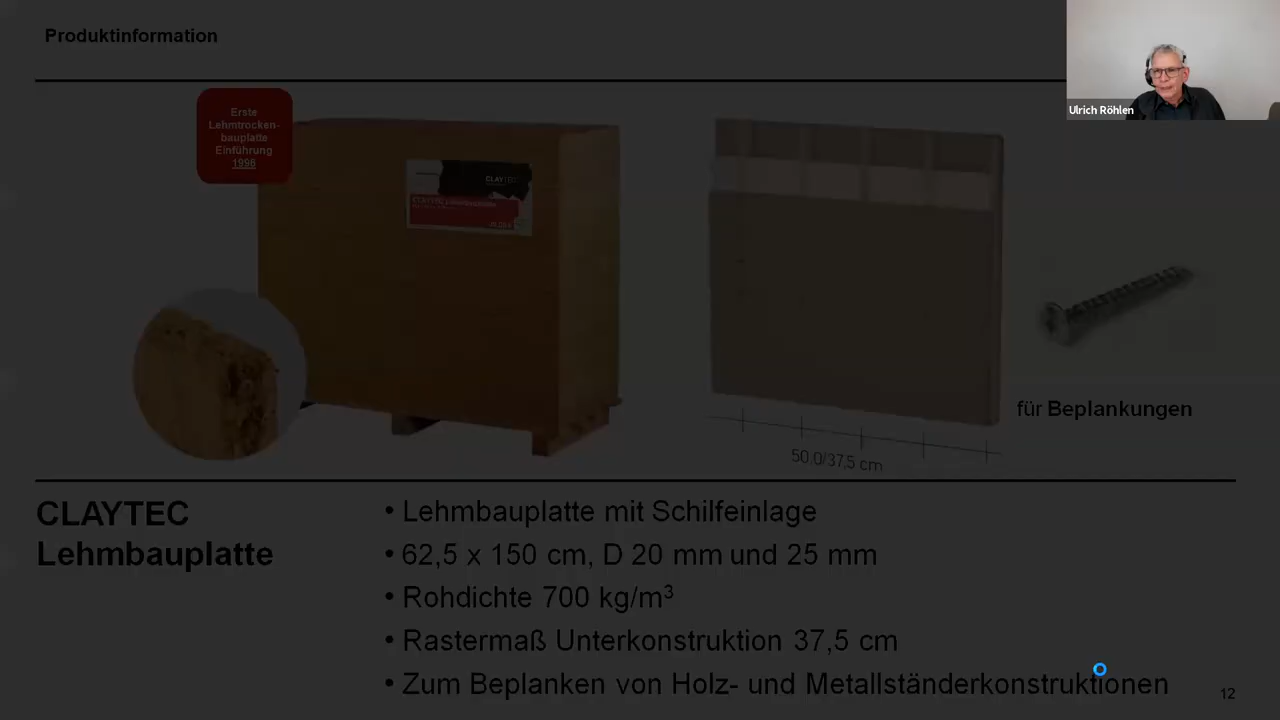 Produktinformation
Ulrich Röhlen
Erste
Lehmtrocken-
bauplatte
Einführung
1996
CLAYTEC
für Beplankungen
50,0/37,5 cm
CLAYTEC
Lehmbauplatte
• Lehmbauplatte mit Schilfeinlage
• 62,5 x 150 cm, D 20 mm und 25 mm
• Rohdichte 700 kg/m³
• Rastermaß Unterkonstruktion 37,5 cm
• Zum Beplanken von Holz- und Metallständerkonstruktionen
12